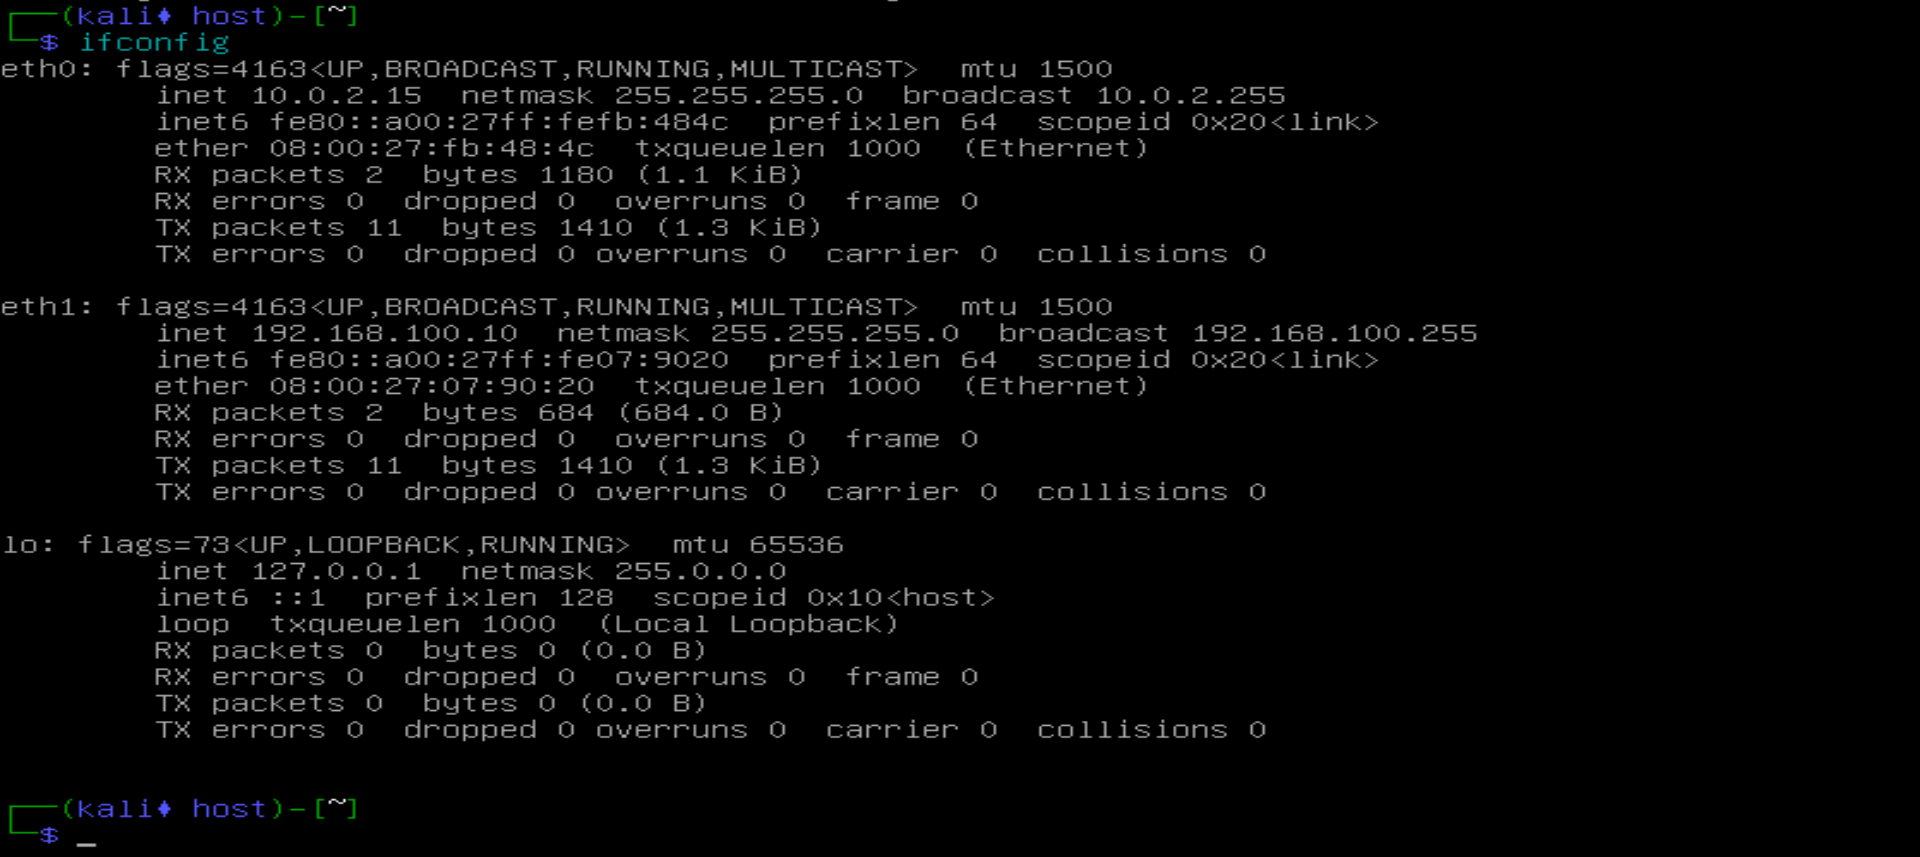 ┌──(kali♦ host)-[~]
└─$ ifconfig
eth0: flags=4163<UP,BROADCAST,RUNNING,MULTICAST>  mtu 1500
        inet 10.0.2.15  netmask 255.255.255.0  broadcast 10.0.2.255
        inet6 fe80::a00:27ff:fefb:484c  prefixlen 64  scopeid 0x20<link>
        ether 08:00:27:fb:48:4c  txqueuelen 1000  (Ethernet)
        RX packets 2  bytes 1180 (1.1 KiB)
        RX errors 0  dropped 0  overruns 0  frame 0
        TX packets 11  bytes 1410 (1.3 KiB)
        TX errors 0  dropped 0 overruns 0  carrier 0  collisions 0

eth1: flags=4163<UP,BROADCAST,RUNNING,MULTICAST>  mtu 1500
        inet 192.168.100.10  netmask 255.255.255.0  broadcast 192.168.100.255
        inet6 fe80::a00:27ff:fe07:9020  prefixlen 64  scopeid 0x20<link>
        ether 08:00:27:07:90:20  txqueuelen 1000  (Ethernet)
        RX packets 2  bytes 684 (684.0 B)
        RX errors 0  dropped 0  overruns 0  frame 0
        TX packets 11  bytes 1410 (1.3 KiB)
        TX errors 0  dropped 0 overruns 0  carrier 0  collisions 0

lo: flags=73<UP,LOOPBACK,RUNNING>  mtu 65536
        inet 127.0.0.1  netmask 255.0.0.0
        inet6 ::1  prefixlen 128  scopeid 0x10<host>
        loop  txqueuelen 1000  (Local Loopback)
        RX packets 0  bytes 0 (0.0 B)
        RX errors 0  dropped 0  overruns 0  frame 0
        TX packets 0  bytes 0 (0.0 B)
        TX errors 0  dropped 0 overruns 0  carrier 0  collisions 0

┌──(kali♦ host)-[~]
└─$ _